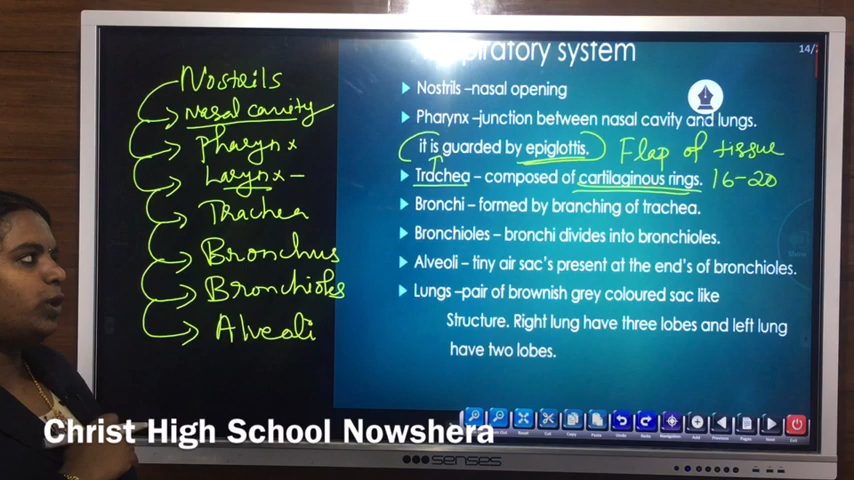 Nostrils
Nasal cavity
Pharynx
Larynx -
Trachea
Bronchus
Bronchioles
Alveoli
system
14/
Nostrils –nasal opening
Pharynx –junction between nasal cavity and lungs.
(it is guarded by epiglottis.) Flap of tissue
Trachea – composed of cartilaginous rings. 16-20
Bronchi – formed by branching of trachea.
Bronchioles – bronchi divides into bronchioles.
Alveoli – tiny air sac's present at the end's of bronchioles.
Lungs –pair of brownish grey coloured sac like
Structure. Right lung have three lobes and left lung
have two lobes.
Christ High School Nowshera
senses